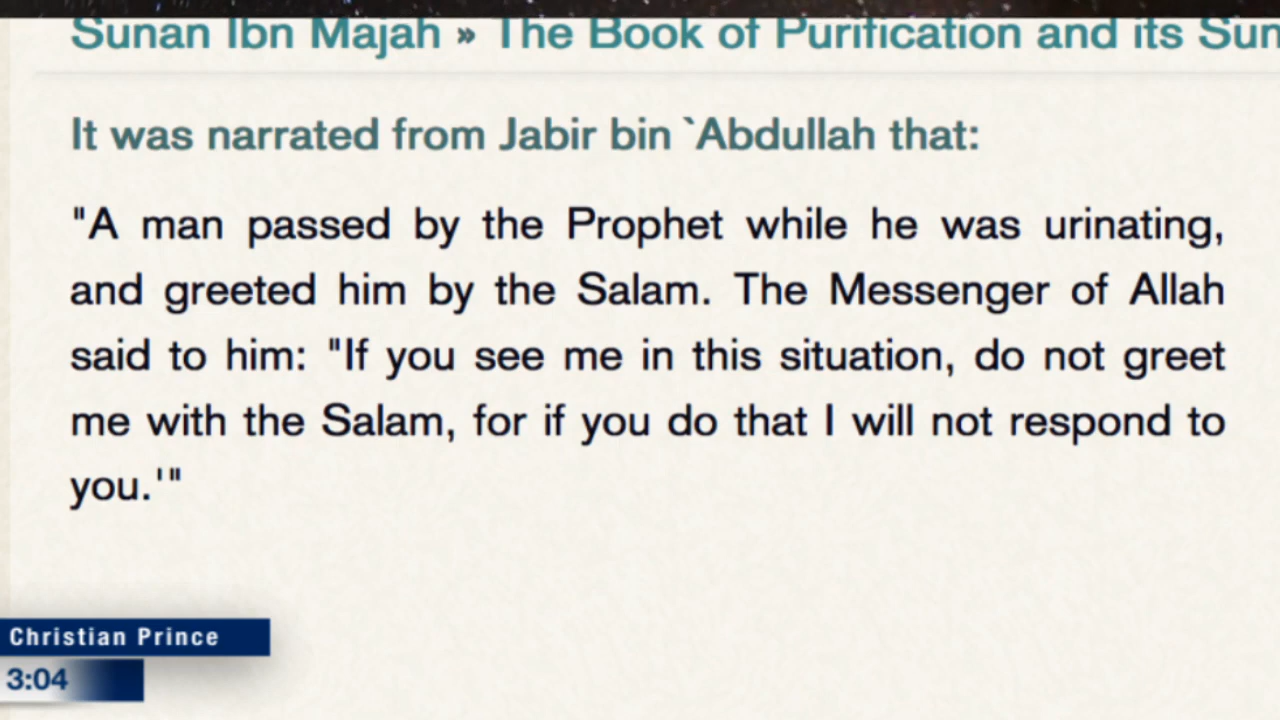 Sunan Ibn Majah » The Book of Purification and its Sun
It was narrated from Jabir bin `Abdullah that:
"A man passed by the Prophet while he was urinating,
and greeted him by the Salam. The Messenger of Allah
said to him: "If you see me in this situation, do not greet
me with the Salam, for if you do that I will not respond to
you.'"
Christian Prince
3:04